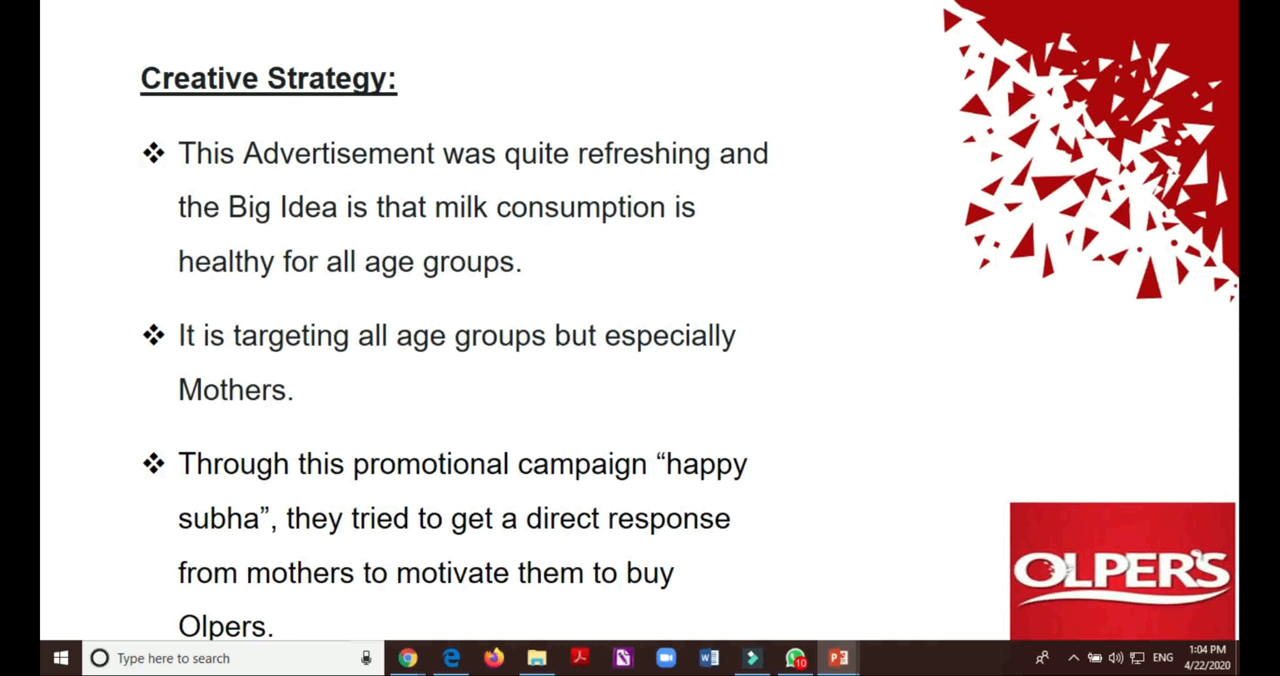 Creative Strategy:
❖ This Advertisement was quite refreshing and
the Big Idea is that milk consumption is
healthy for all age groups.
❖ It is targeting all age groups but especially
Mothers.
❖ Through this promotional campaign “happy
subha”, they tried to get a direct response
from mothers to motivate them to buy
Olpers.
OLPER'S
Type here to search
10
ENG
1:04 PM
4/22/2020